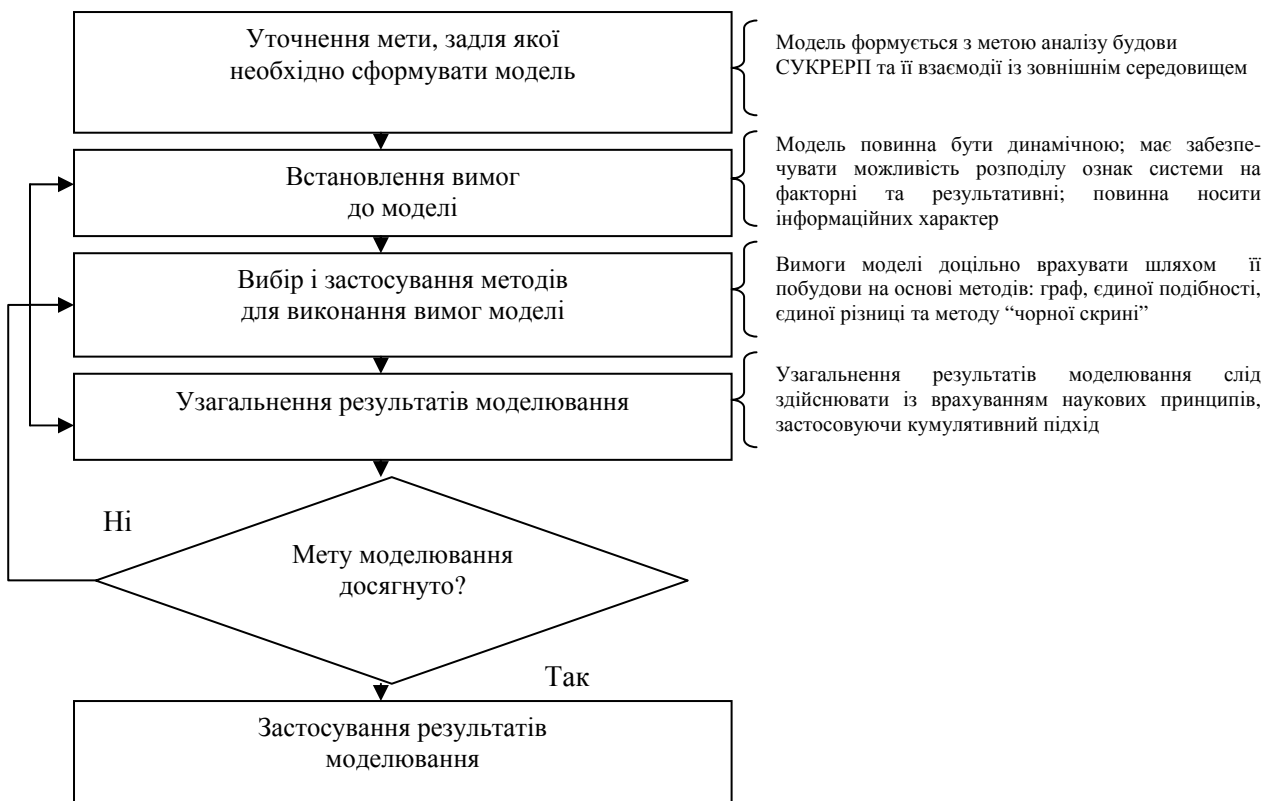 Уточнення мети, задля якої
необхідно сформувати модель
Модель формується з метою аналізу будови
СУКРЕРП та її взаємодії із зовнішнім середовищем
Встановлення вимог
до моделі
Модель повинна бути динамічною; має забезпе-
чувати можливість розподілу ознак системи на
факторні та результативні; повинна носити
інформаційних характер
Вибір і застосування методів
для виконання вимог моделі
Вимоги моделі доцільно врахувати шляхом її
побудови на основі методів: граф, єдиної подібності,
єдиної різниці та методу “чорної скрині”
Узагальнення результатів моделювання
Узагальнення результатів моделювання слід
здійснювати із врахуванням наукових принципів,
застосовуючи кумулятивний підхід
Ні
Мету моделювання
досягнуто?
Так
Застосування результатів
моделювання